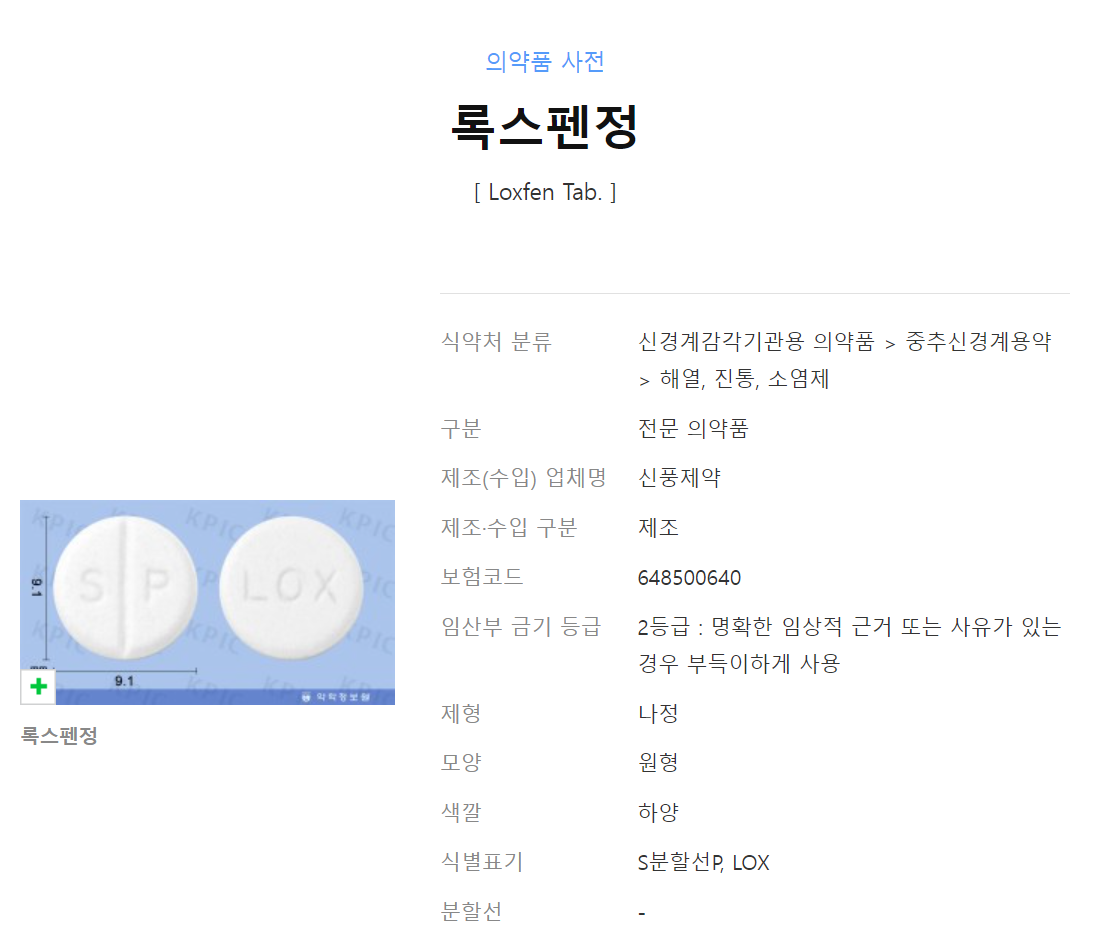 의약품 사전
록스펜정
[ Loxfen Tab. ]
식약처 분류 신경계감각기관용 의약품 > 중추신경계용약
> 해열, 진통, 소염제
구분 전문 의약품
제조(수입) 업체명 신풍제약
제조·수입 구분 제조
보험코드 648500640
임산부 금기 등급 2등급 : 명확한 임상적 근거 또는 사유가 있는
경우 부득이하게 사용
제형 나정
모양 원형
색깔 하양
식별표기 S분할선P, LOX
분할선 -
KPIC KPIC KPIC
S P LOX
9.1
9.1
약학정보원
록스펜정